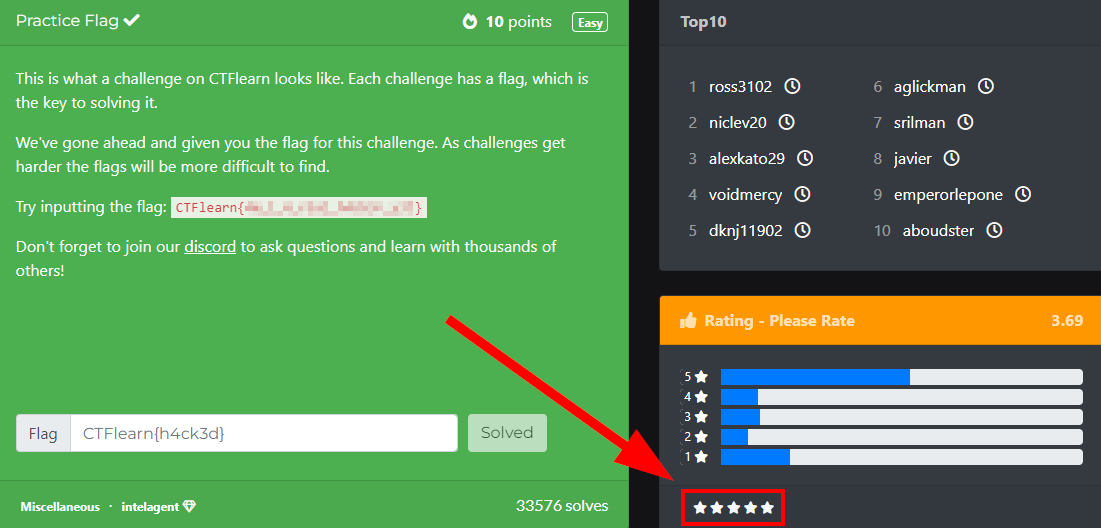 Practice Flag
10 points
Easy
This is what a challenge on CTFlearn looks like. Each challenge has a flag, which is
the key to solving it.
We've gone ahead and given you the flag for this challenge. As challenges get
harder the flags will be more difficult to find.
Try inputting the flag: CTFlearn{ }
Don't forget to join our discord to ask questions and learn with thousands of
others!
Flag
CTFlearn{h4ck3d}
Solved
Miscellaneous · intelagent
33576 solves
Top10
1 ross3102
2 niclev20
3 alexkato29
4 voidmercy
5 dknj11902
6 aglickman
7 srilman
8 javier
9 emperorlepone
10 aboudster
Rating - Please Rate
3.69
5
4
3
2
1